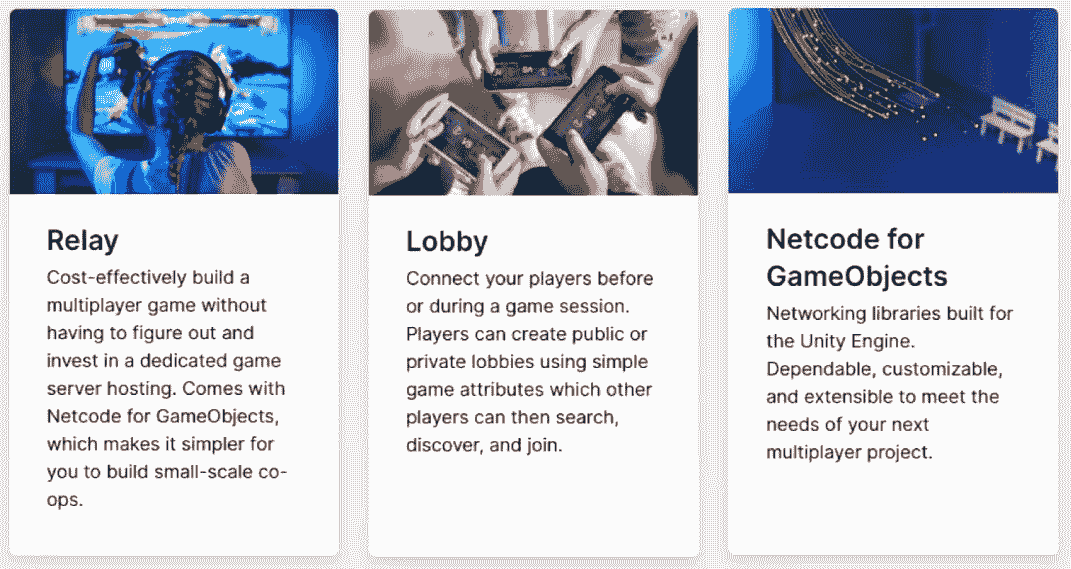 Relay
Cost-effectively build a
multiplayer game without
having to figure out and
invest in a dedicated game
server hosting. Comes with
Netcode for GameObjects,
which makes it simpler for
you to build small-scale co-
ops.
Lobby
Connect your players before
or during a game session.
Players can create public or
private lobbies using simple
game attributes which other
players can then search,
discover, and join.
Netcode for
GameObjects
Networking libraries built for
the Unity Engine.
Dependable, customizable,
and extensible to meet the
needs of your next
multiplayer project.